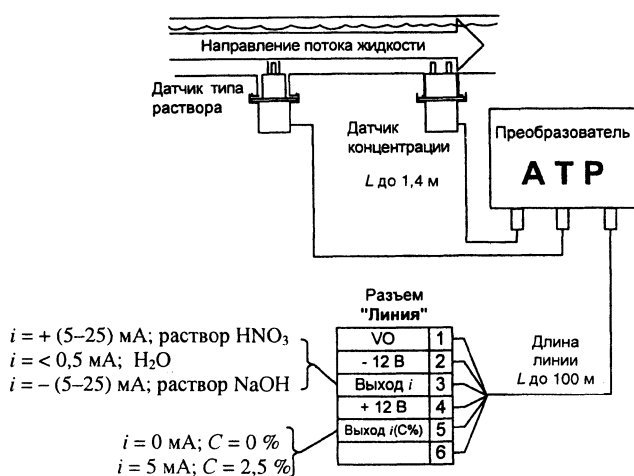 Направление потока жидкости
Датчик типа
раствора
Датчик
концентрации
L до 1,4 м
Преобразователь
АТР
Разъем
"Линия"
VO 1
- 12 В 2
Выход i 3
+ 12 В 4
Выход i(C%) 5
6
i = + (5–25) мА; раствор HNO₃
i = < 0,5 мА; H₂O
i = – (5–25) мА; раствор NaOH
i = 0 мА; C = 0 %
i = 5 мА; C = 2,5 %
Длина
линии
L до 100 м